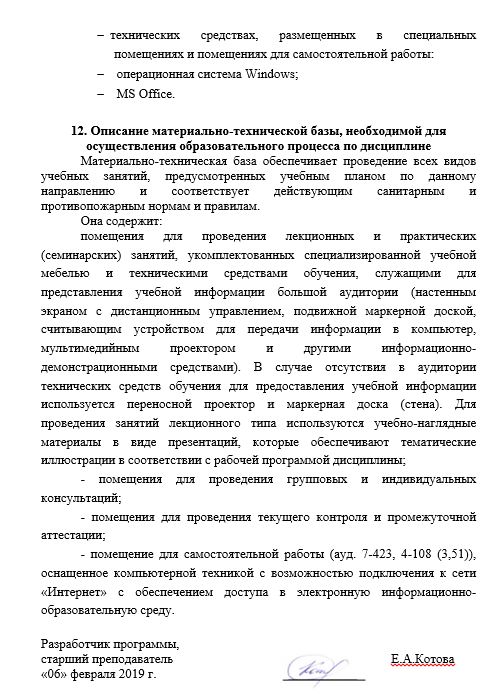 – технических средствах, размещенных в специальных
помещениях и помещениях для самостоятельной работы:
– операционная система Windows;
– MS Office.
12. Описание материально-технической базы, необходимой для
осуществления образовательного процесса по дисциплине
Материально-техническая база обеспечивает проведение всех видов
учебных занятий, предусмотренных учебным планом по данному
направлению и соответствует действующим санитарным и
противопожарным нормам и правилам.
Она содержит:
помещения для проведения лекционных и практических
(семинарских) занятий, укомплектованных специализированной учебной
мебелью и техническими средствами обучения, служащими для
представления учебной информации большой аудитории (настенным
экраном с дистанционным управлением, подвижной маркерной доской,
считывающим устройством для передачи информации в компьютер,
мультимедийным проектором и другими информационно-
демонстрационными средствами). В случае отсутствия в аудитории
технических средств обучения для предоставления учебной информации
используется переносной проектор и маркерная доска (стена). Для
проведения занятий лекционного типа используются учебно-наглядные
материалы в виде презентаций, которые обеспечивают тематические
иллюстрации в соответствии с рабочей программой дисциплины;
- помещения для проведения групповых и индивидуальных
консультаций;
- помещения для проведения текущего контроля и промежуточной
аттестации;
- помещение для самостоятельной работы (ауд. 7-423, 4-108 (3,51)),
оснащенное компьютерной техникой с возможностью подключения к сети
«Интернет» с обеспечением доступа в электронную информационно-
образовательную среду.
Разработчик программы,
старший преподаватель Е.А.Котова
«06» февраля 2019 г.